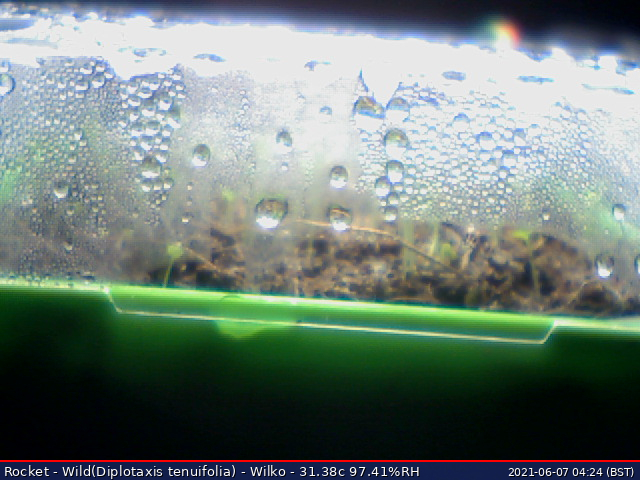 Rocket - Wild(Diplotaxis tenuifolia) - Wilko - 31.38c 97.41%RH
2021-06-07 04:24 (BST)